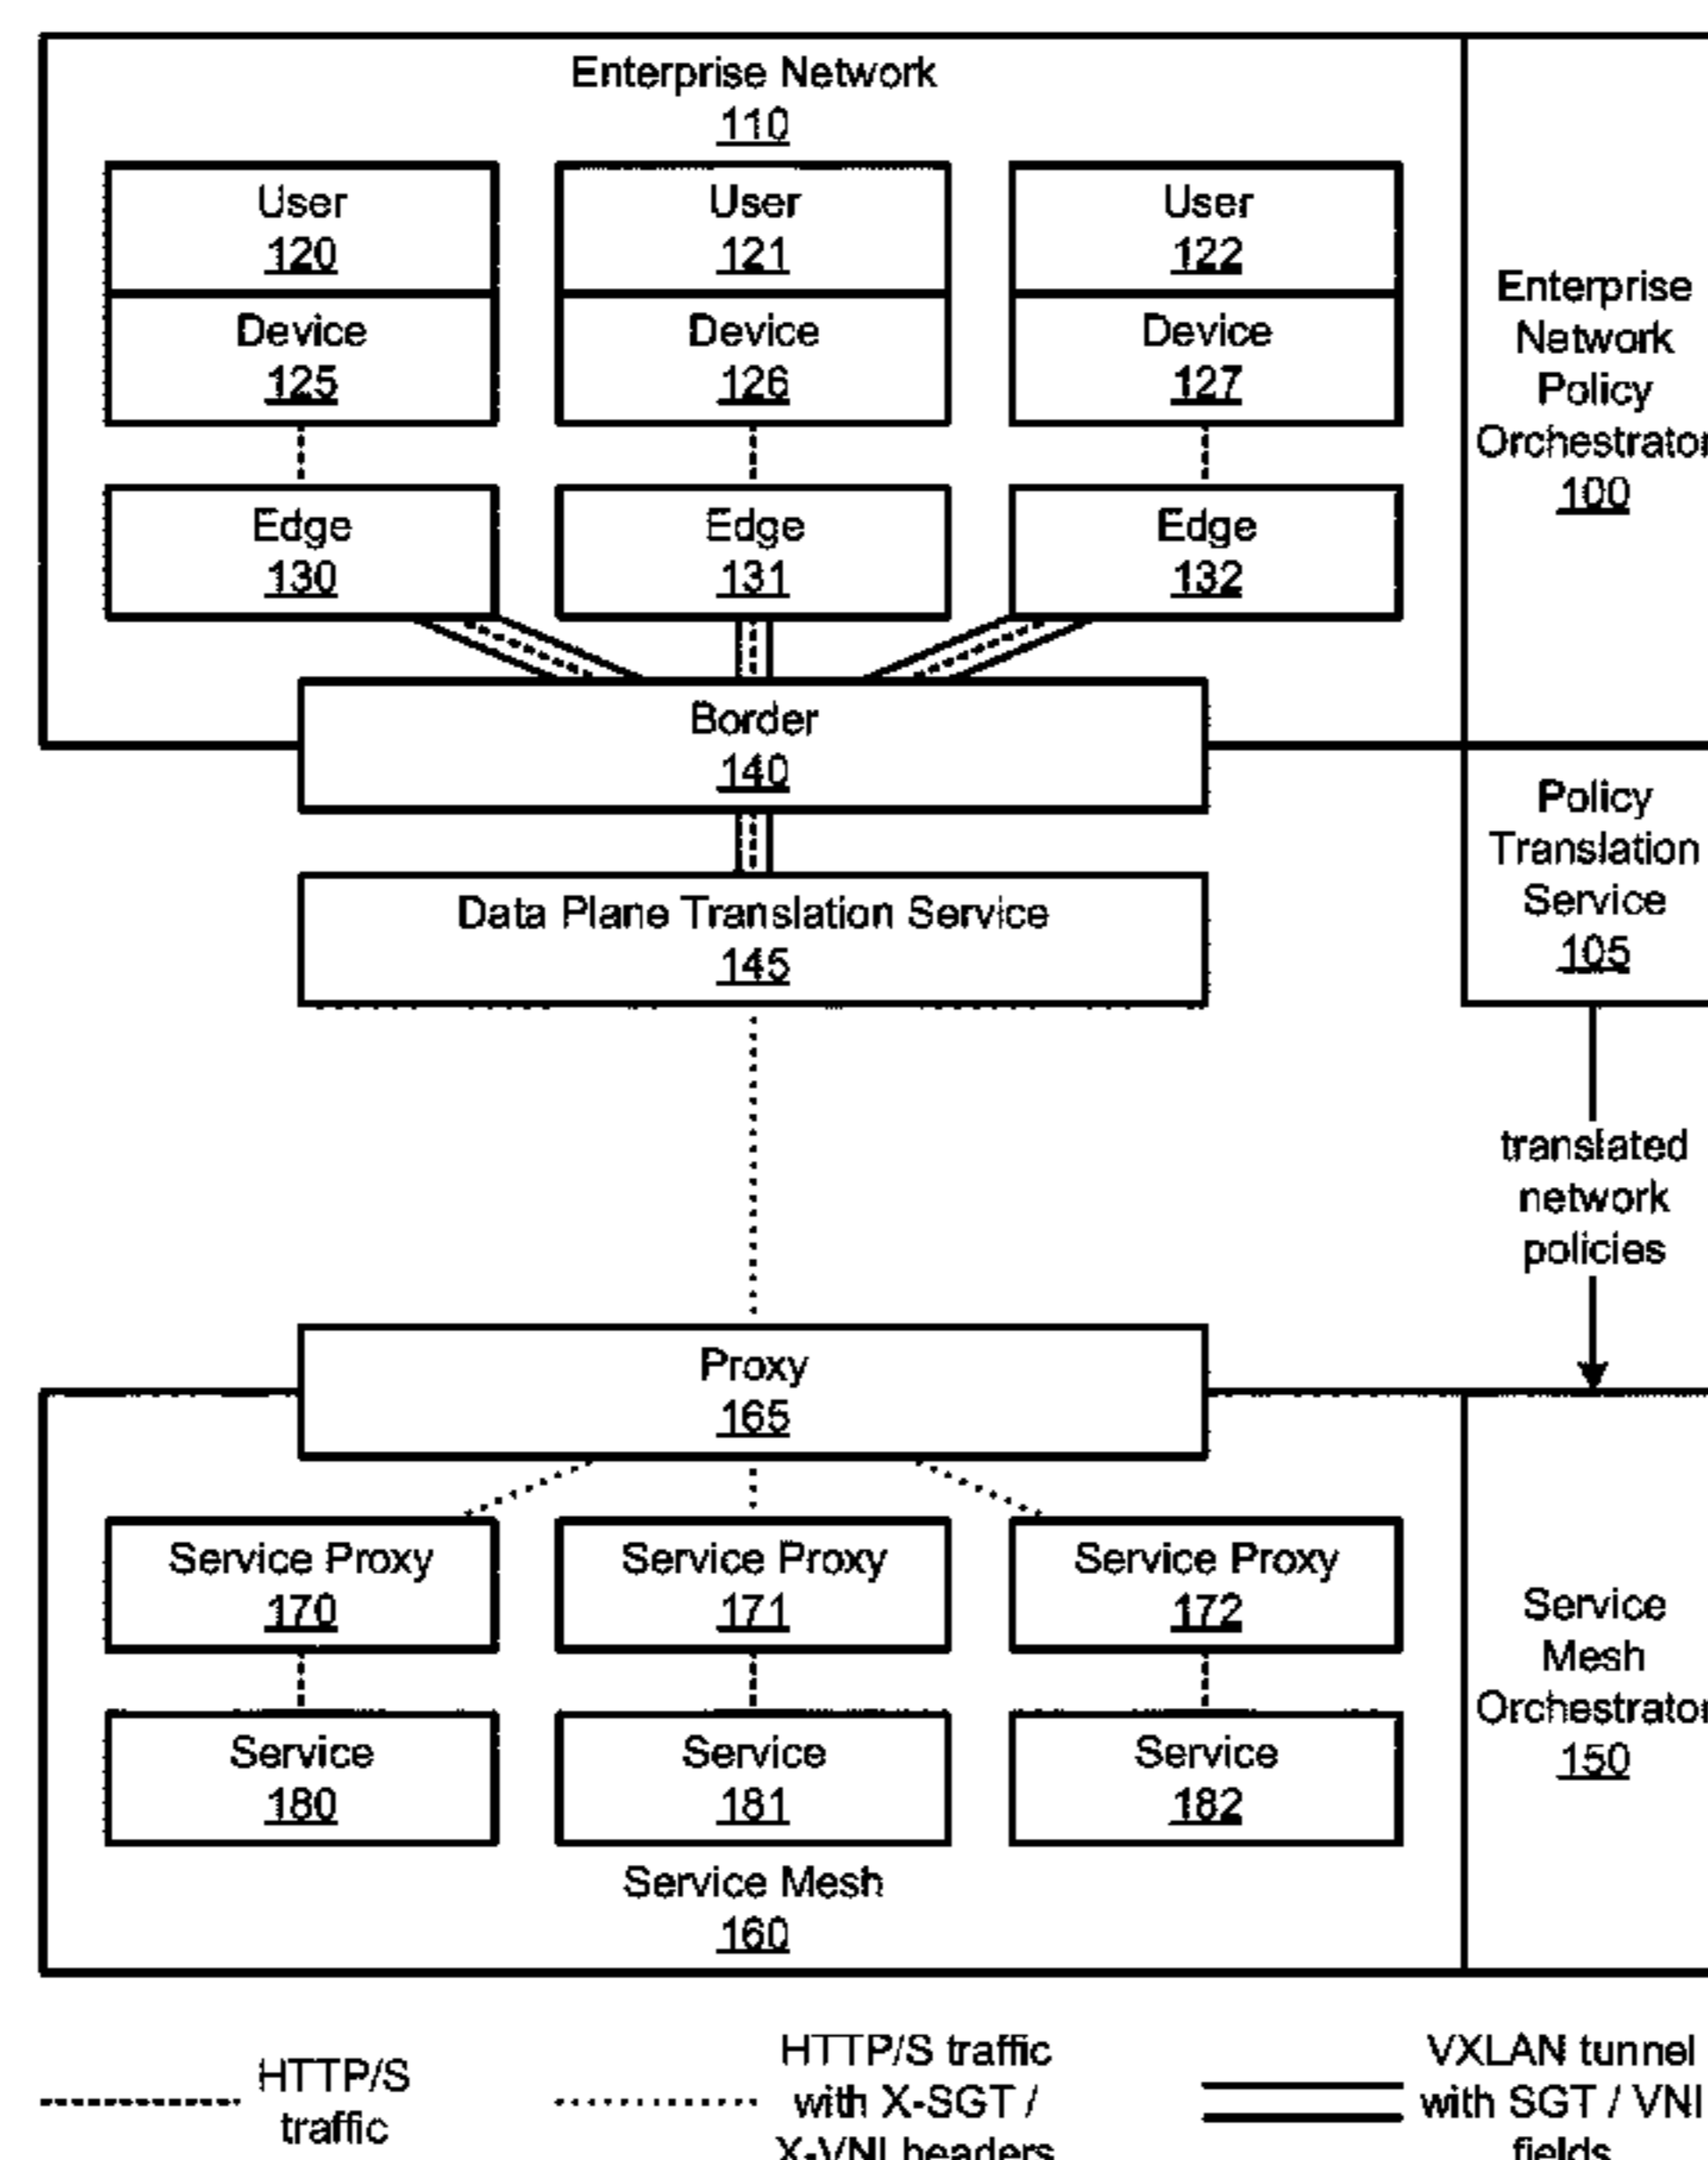 Enterprise Network
110
User
120
User
121
User
122
Device
125
Device
126
Device
127
Edge
130
Edge
131
Edge
132
Enterprise
Network
Policy
Orchestrator
100
Border
140
Policy
Translation
Service
105
Data Plane Translation Service
145
translated
network
policies
Proxy
165
Service Proxy
170
Service Proxy
171
Service Proxy
172
Service
180
Service
181
Service
182
Service Mesh
160
Service
Mesh
Orchestrator
150
HTTP/S
traffic
HTTP/S traffic
with X-SGT /
X-VNI headers
VXLAN tunnel
with SGT / VNI
fields